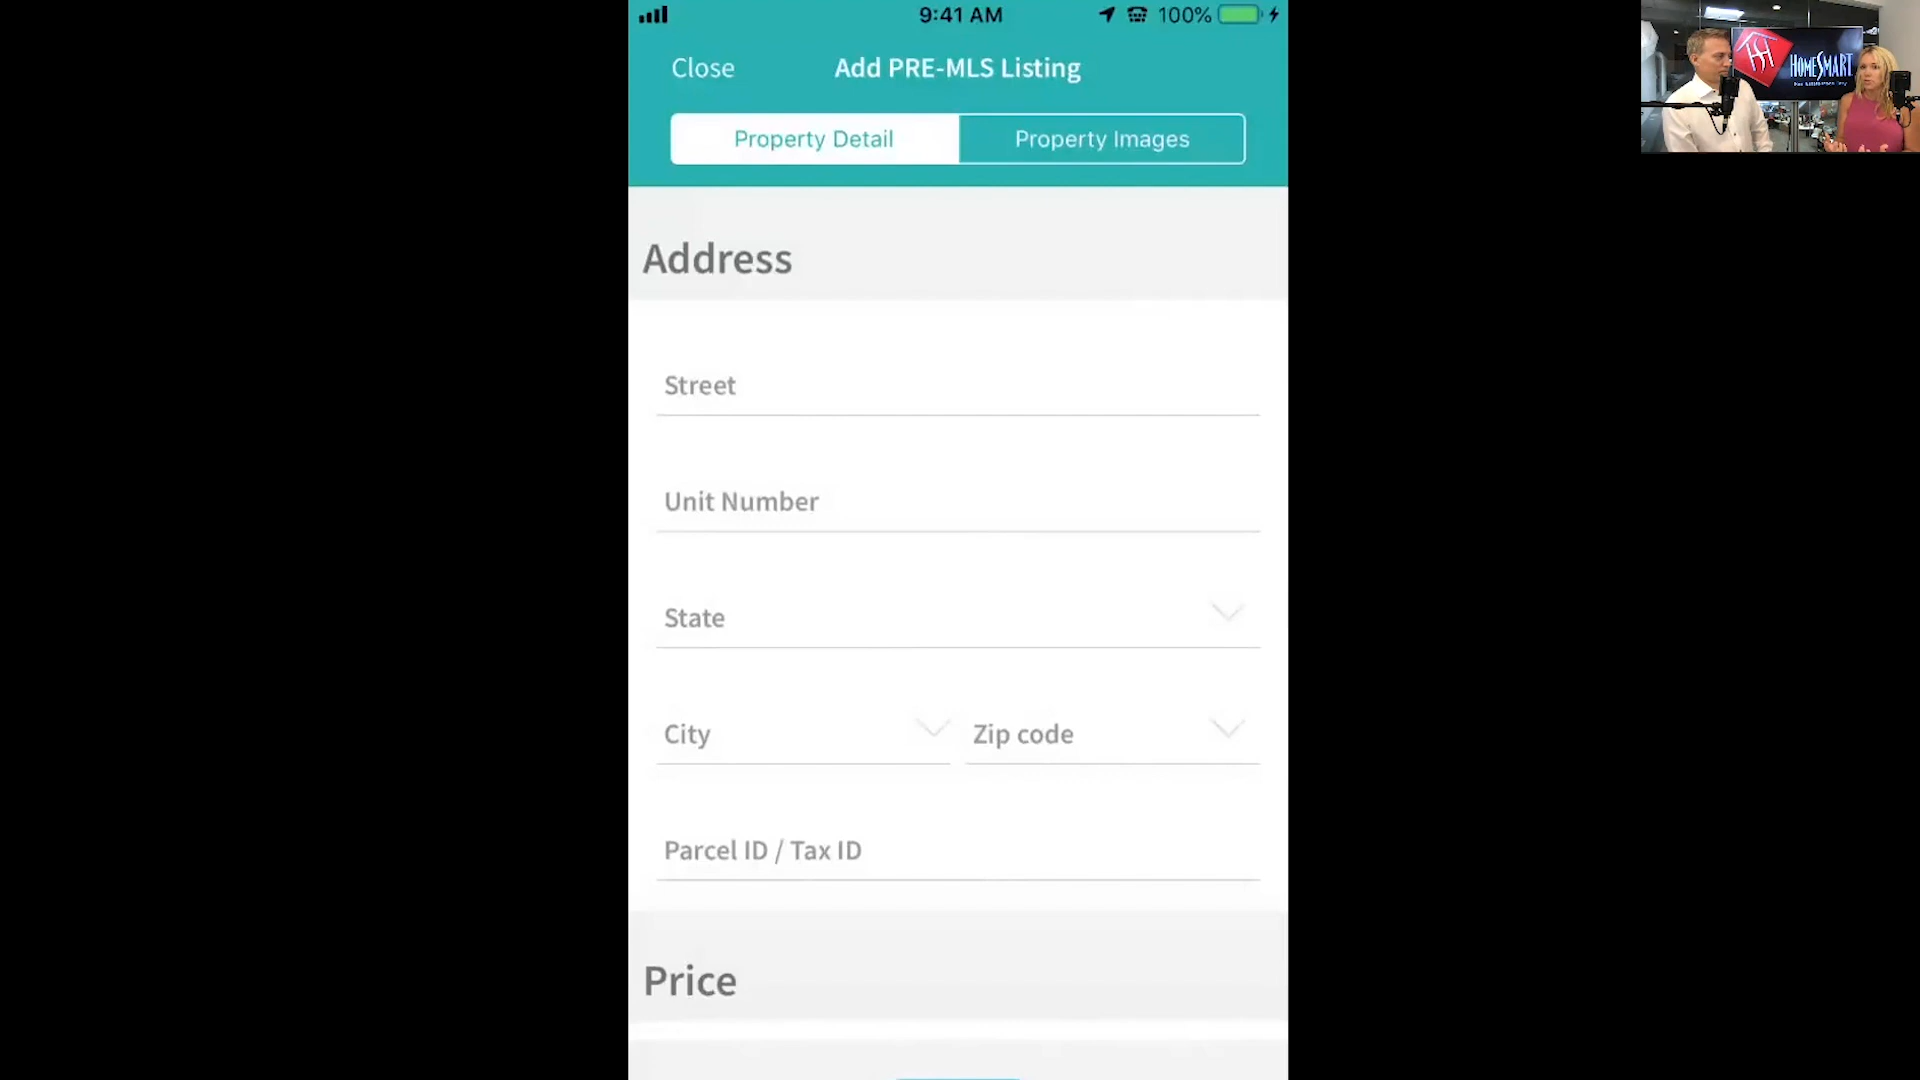 9:41 AM
100%
Close
Add PRE-MLS Listing
Property Detail
Property Images
HOMESMART
Address
Street
Unit Number
State
City
Zip code
Parcel ID / Tax ID
Price